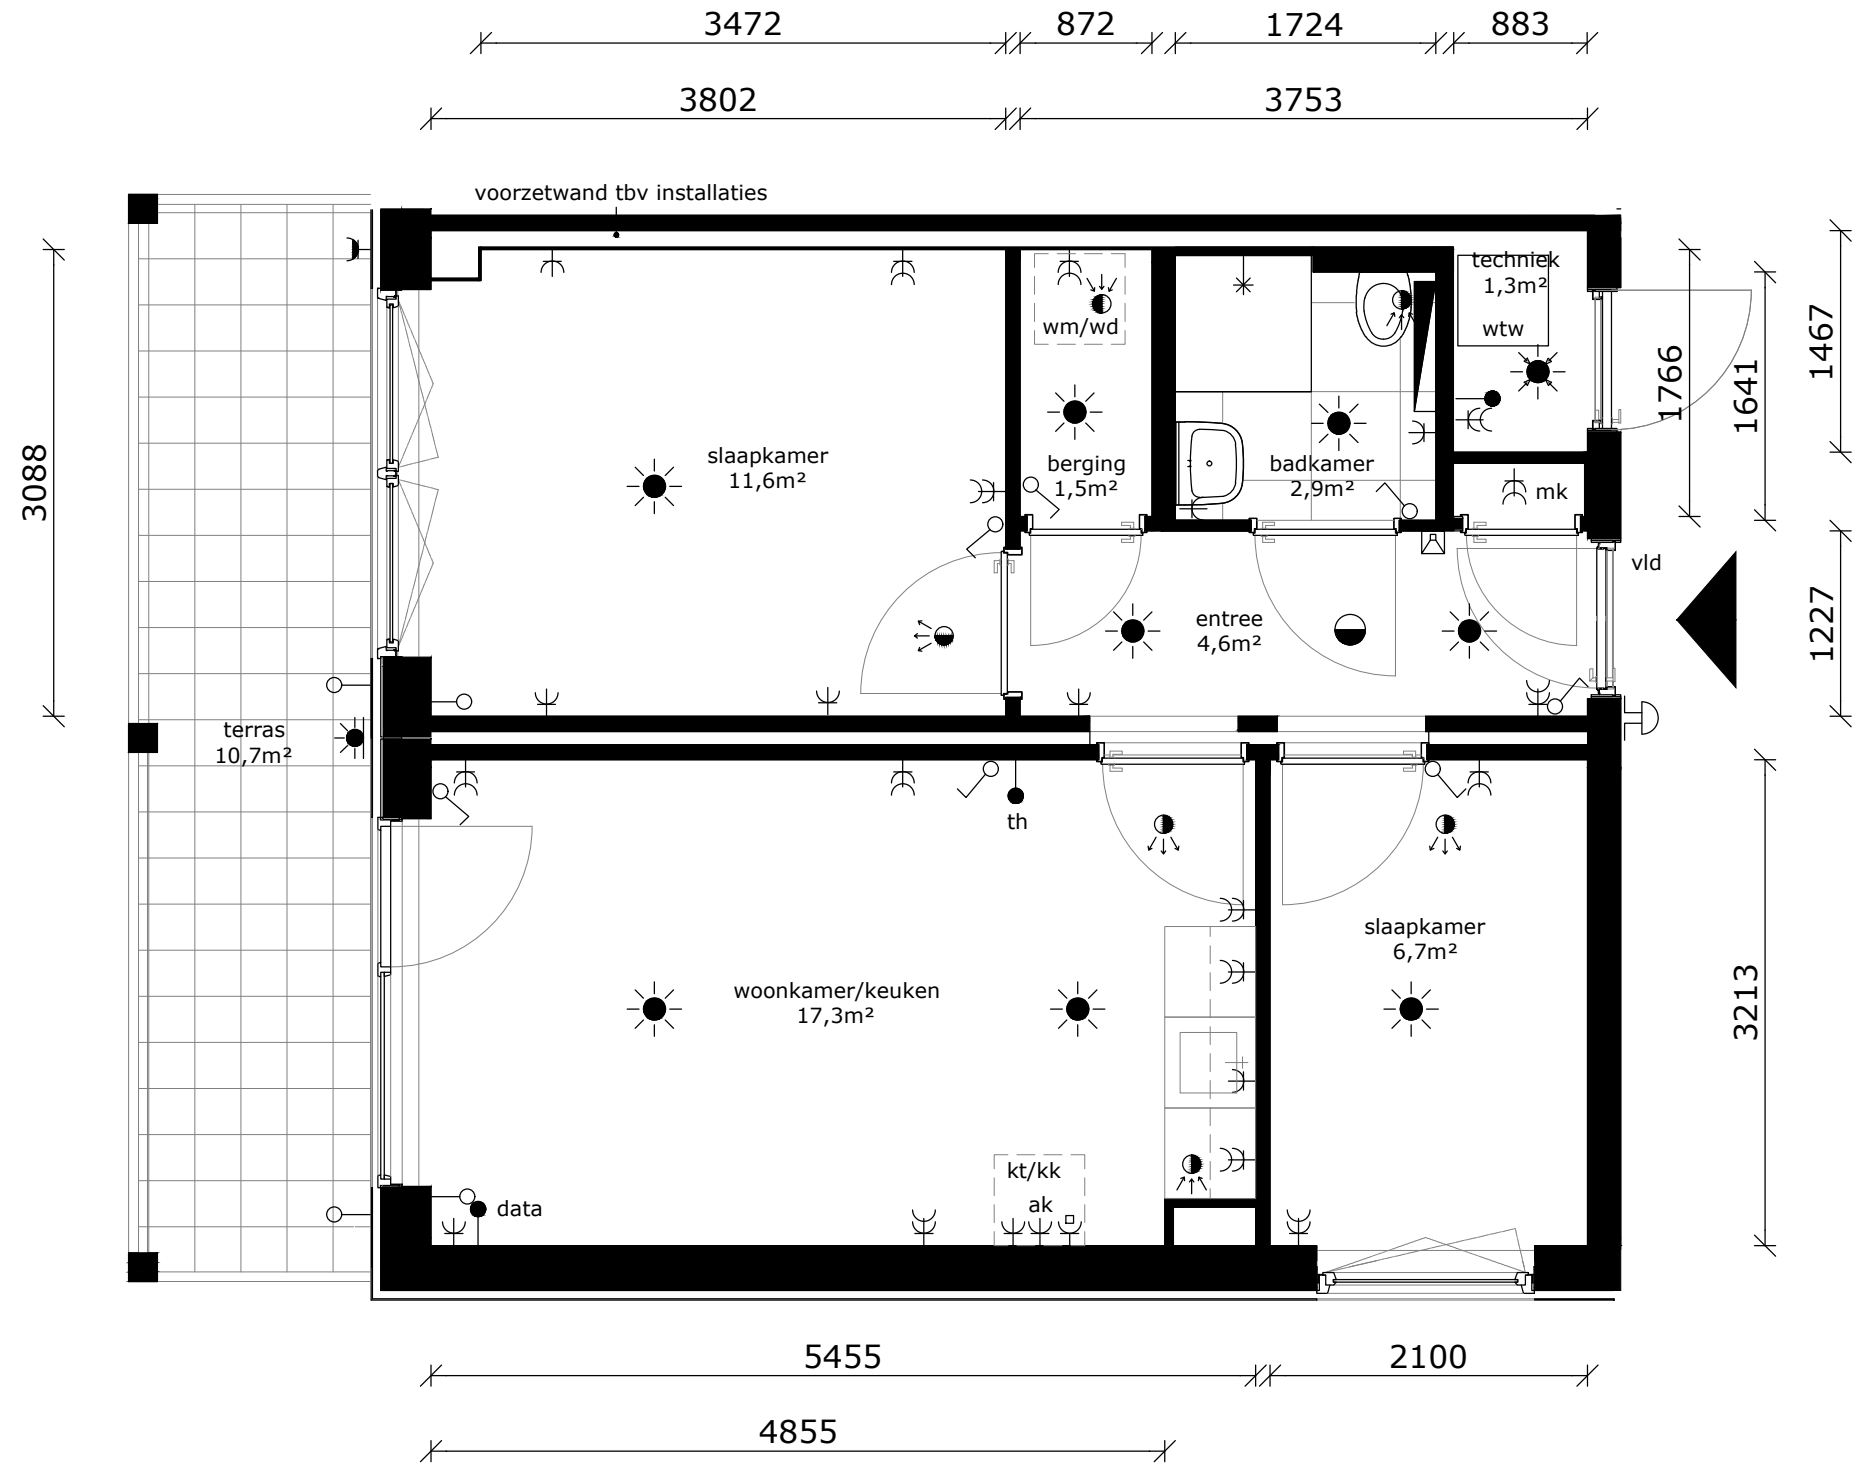 3472
872
1724
883
3802
3753
voorzetwand tbv installaties
techniek
1,3m²
wtw
wm/wd
1467
1766
1641
3088
slaapkamer
11,6m²
berging
1,5m²
badkamer
2,9m²
mk
vld
entree
4,6m²
1227
terras
10,7m²
th
slaapkamer
6,7m²
woonkamer/keuken
17,3m²
3213
kt/kk
ak
data
5455
2100
4855